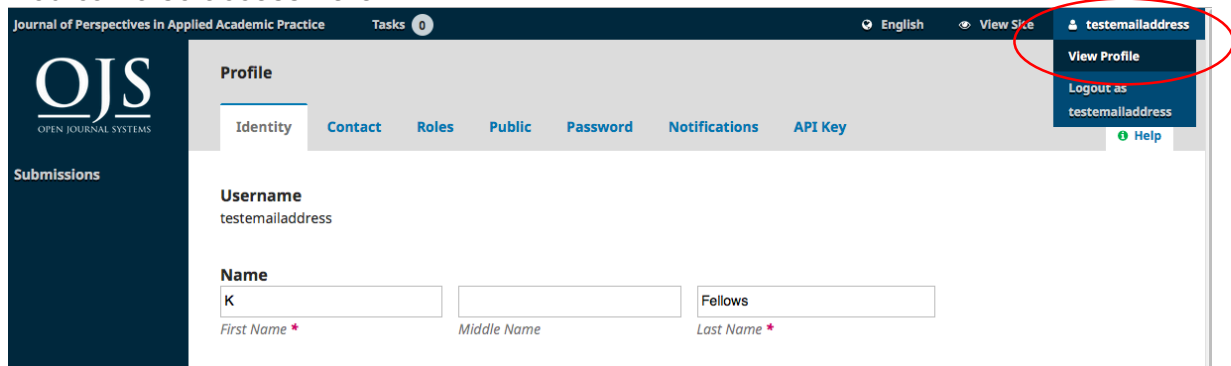 Journal of Perspectives in Applied Academic Practice Tasks 0 English View Site testemailaddress
View Profile
Logout as
testemailaddress
OJS
OPEN JOURNAL SYSTEMS
Profile
Identity Contact Roles Public Password Notifications API Key
Help
Submissions
Username
testemailaddress
Name
K Fellows
First Name * Middle Name Last Name *